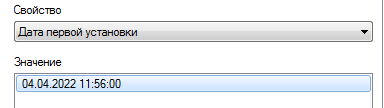 Свойство
Дата первой установки
Значение
04.04.2022 11:56:00